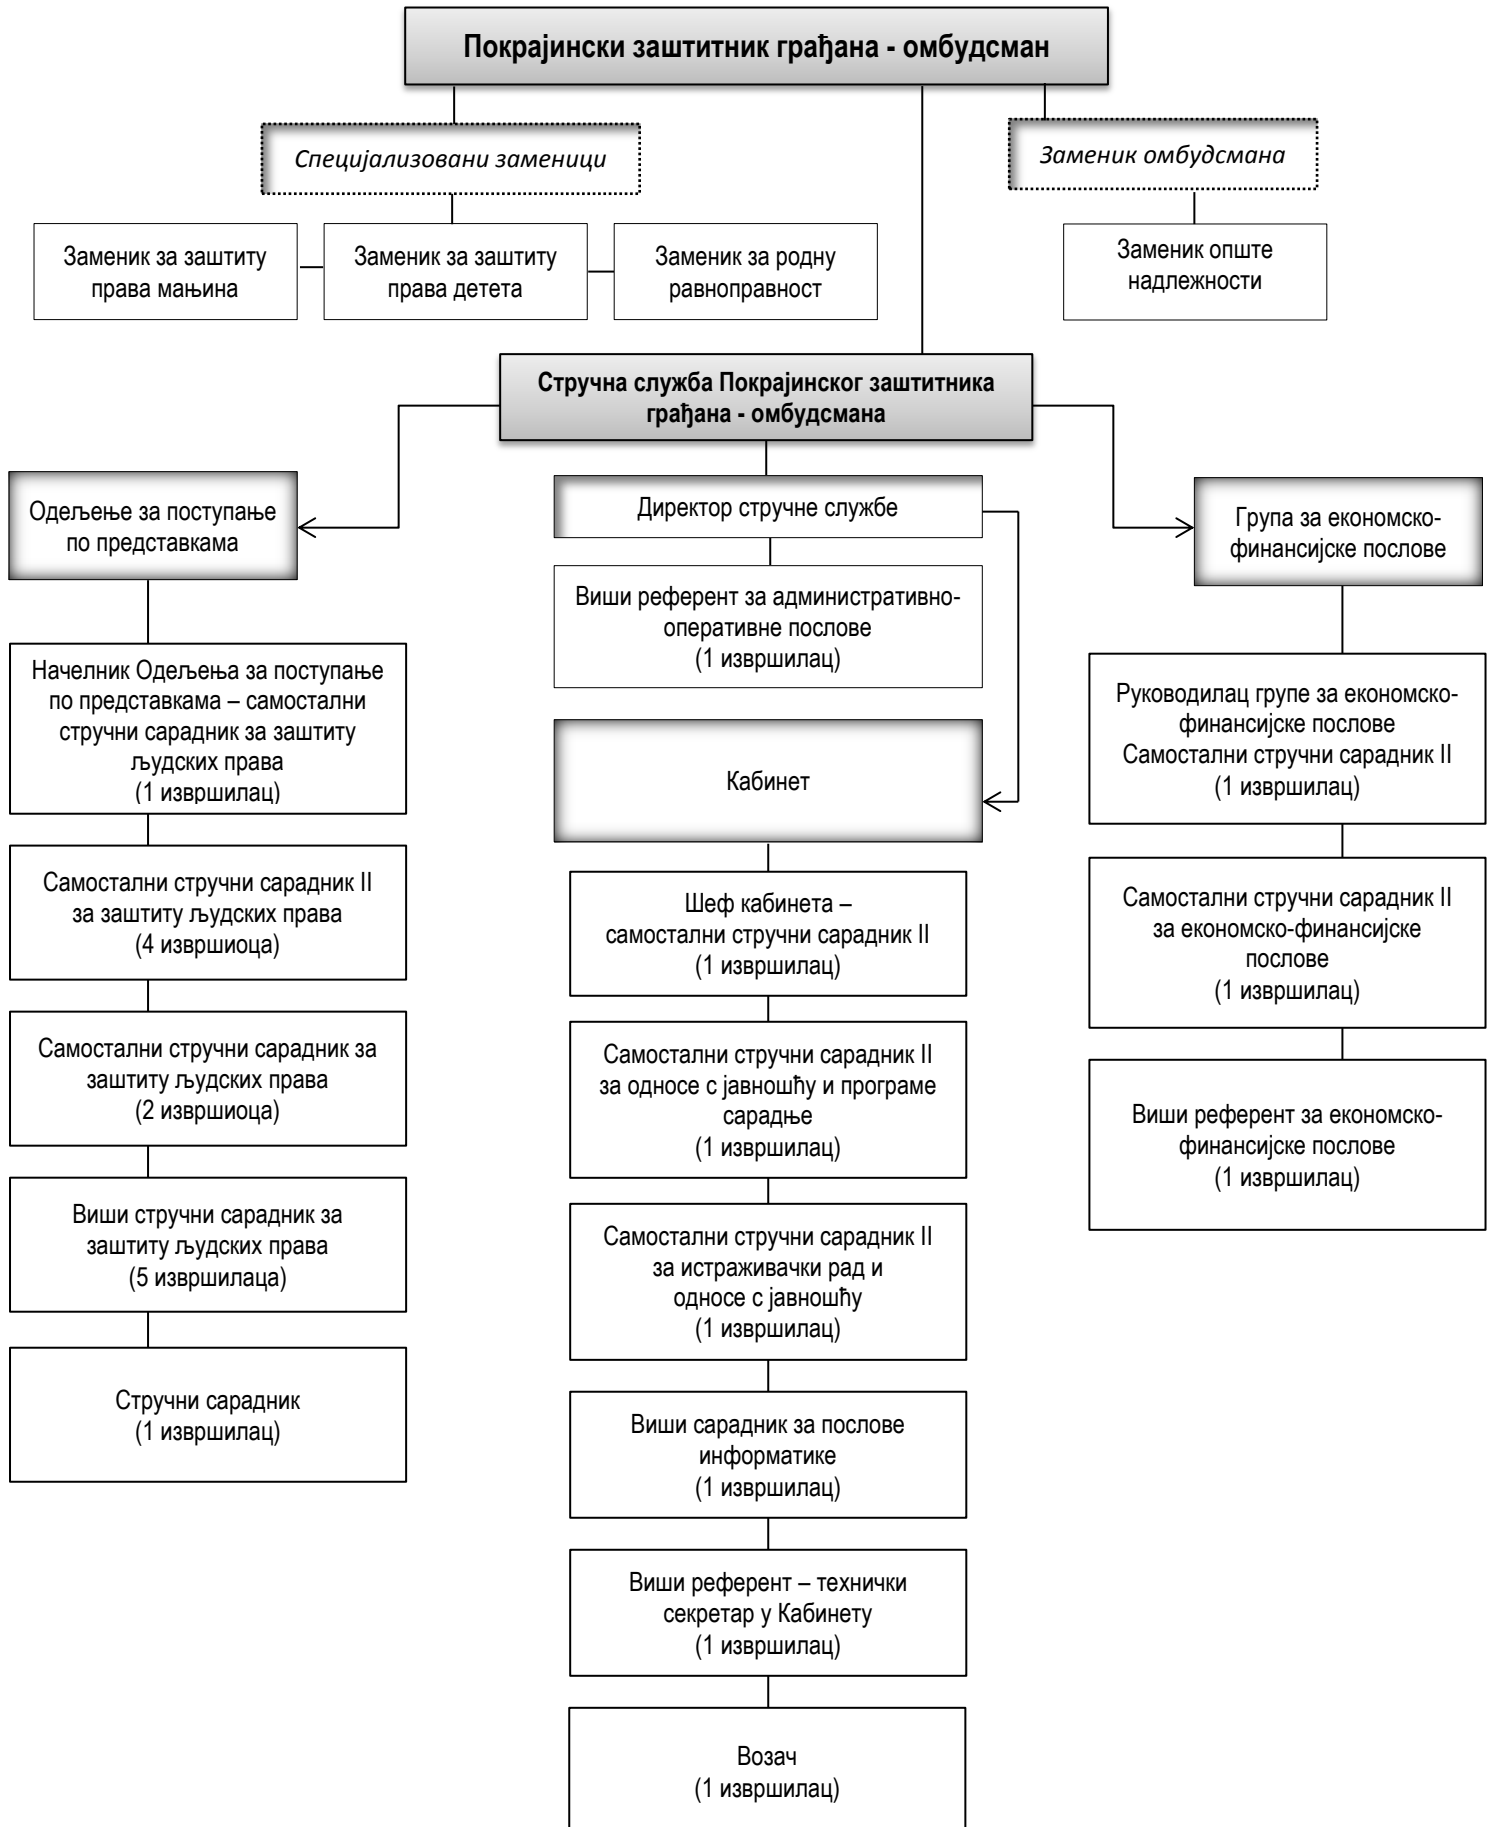 Покрајински заштитник грађана - омбудсман
Специјализовани заменици
Заменик омбудсмана
Заменик за заштиту
права мањина
Заменик за заштиту
права детета
Заменик за родну
равноправност
Заменик опште
надлежности
Стручна служба Покрајинског заштитника
грађана - омбудсмана
Одељење за поступање
по представкама
Начелник Одељења за поступање
по представкама – самостални
стручни сарадник за заштиту
људских права
(1 извршилац)
Самостални стручни сарадник II
за заштиту људских права
(4 извршиоца)
Самостални стручни сарадник за
заштиту људских права
(2 извршиоца)
Виши стручни сарадник за
заштиту људских права
(5 извршилаца)
Стручни сарадник
(1 извршилац)
Директор стручне службе
Виши референт за административно-
оперативне послове
(1 извршилац)
Кабинет
Шеф кабинета –
самостални стручни сарадник II
(1 извршилац)
Самостални стручни сарадник II
за односе с јавношћу и програме
сарадње
(1 извршилац)
Самостални стручни сарадник II
за истраживачки рад и
односе с јавношћу
(1 извршилац)
Виши сарадник за послове
информатике
(1 извршилац)
Виши референт – технички
секретар у Кабинету
(1 извршилац)
Возач
(1 извршилац)
Група за економско-
финансијске послове
Руководилац групе за економско-
финансијске послове
Самостални стручни сарадник II
(1 извршилац)
Самостални стручни сарадник II
за економско-финансијске
послове
(1 извршилац)
Виши референт за економско-
финансијске послове
(1 извршилац)